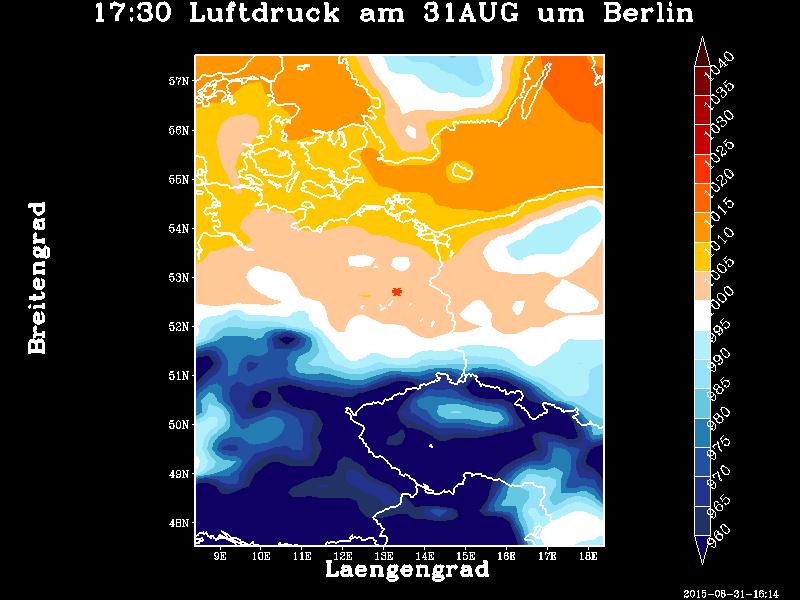 17:30 Luftdruck am 31AUG um Berlin
1040
1035
1030
1025
1020
1015
1010
1005
1000
995
990
985
980
975
970
965
960
57N
56N
55N
54N
53N
52N
51N
50N
49N
48N
Breitengrad
9E 10E 11E 12E 13E 14E 15E 16E 17E 18E
Laengengrad
2015-08-31-16:14